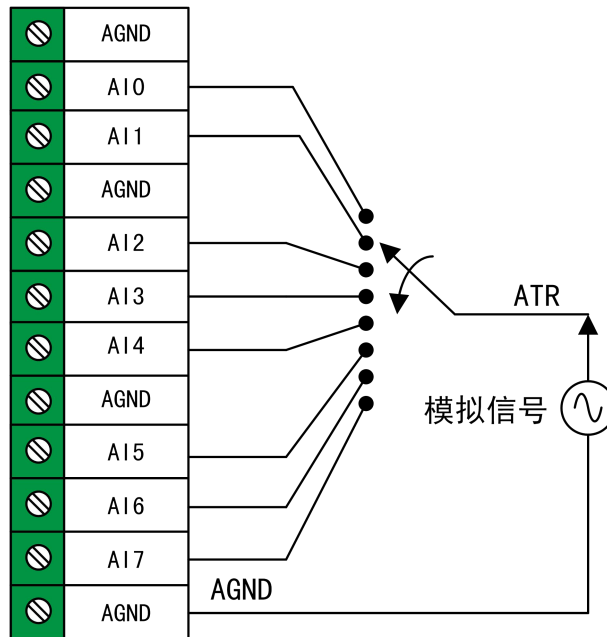 AGND
AI0
AI1
AGND
AI2
AI3
ATR
AI4
AGND
模拟信号
AI5
AI6
AI7
AGND
AGND